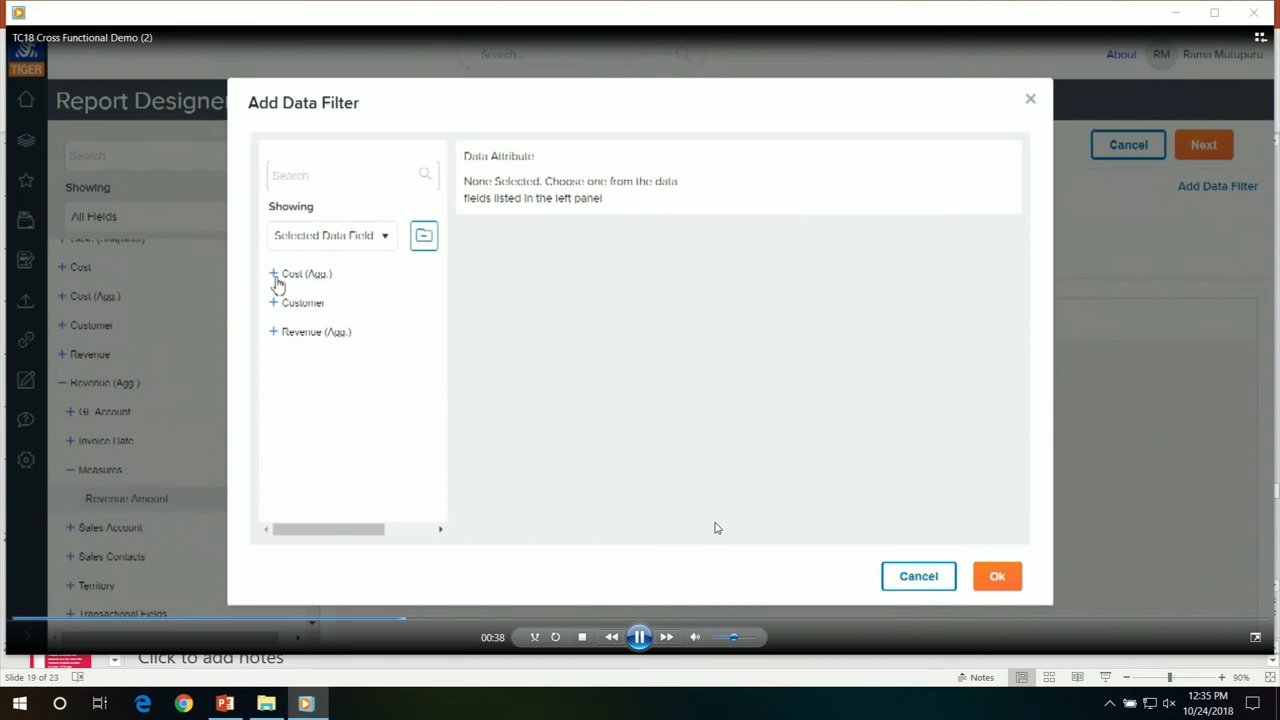 TC18 Cross Functional Demo (2)
TIGER
Search...
About
RM
Rama Mutupuru
Report Designer
Search
Showing
All Fields
Cost
Cost (Agg.)
Customer
Revenue
Revenue (Agg.)
GL Account
Invoice Date
Measures
Revenue Amount
Sales Account
Sales Contacts
Territory
Transactional Fields
Cancel
Next
Add Data Filter
Add Data Filter
Search
Showing
Selected Data Field
Cost (Agg.)
Customer
Revenue (Agg.)
Data Attribute
None Selected. Choose one from the data
fields listed in the left panel
Cancel
Ok
00:38
Click to add notes
Slide 19 of 23
Notes
90%
12:35 PM
10/24/2018